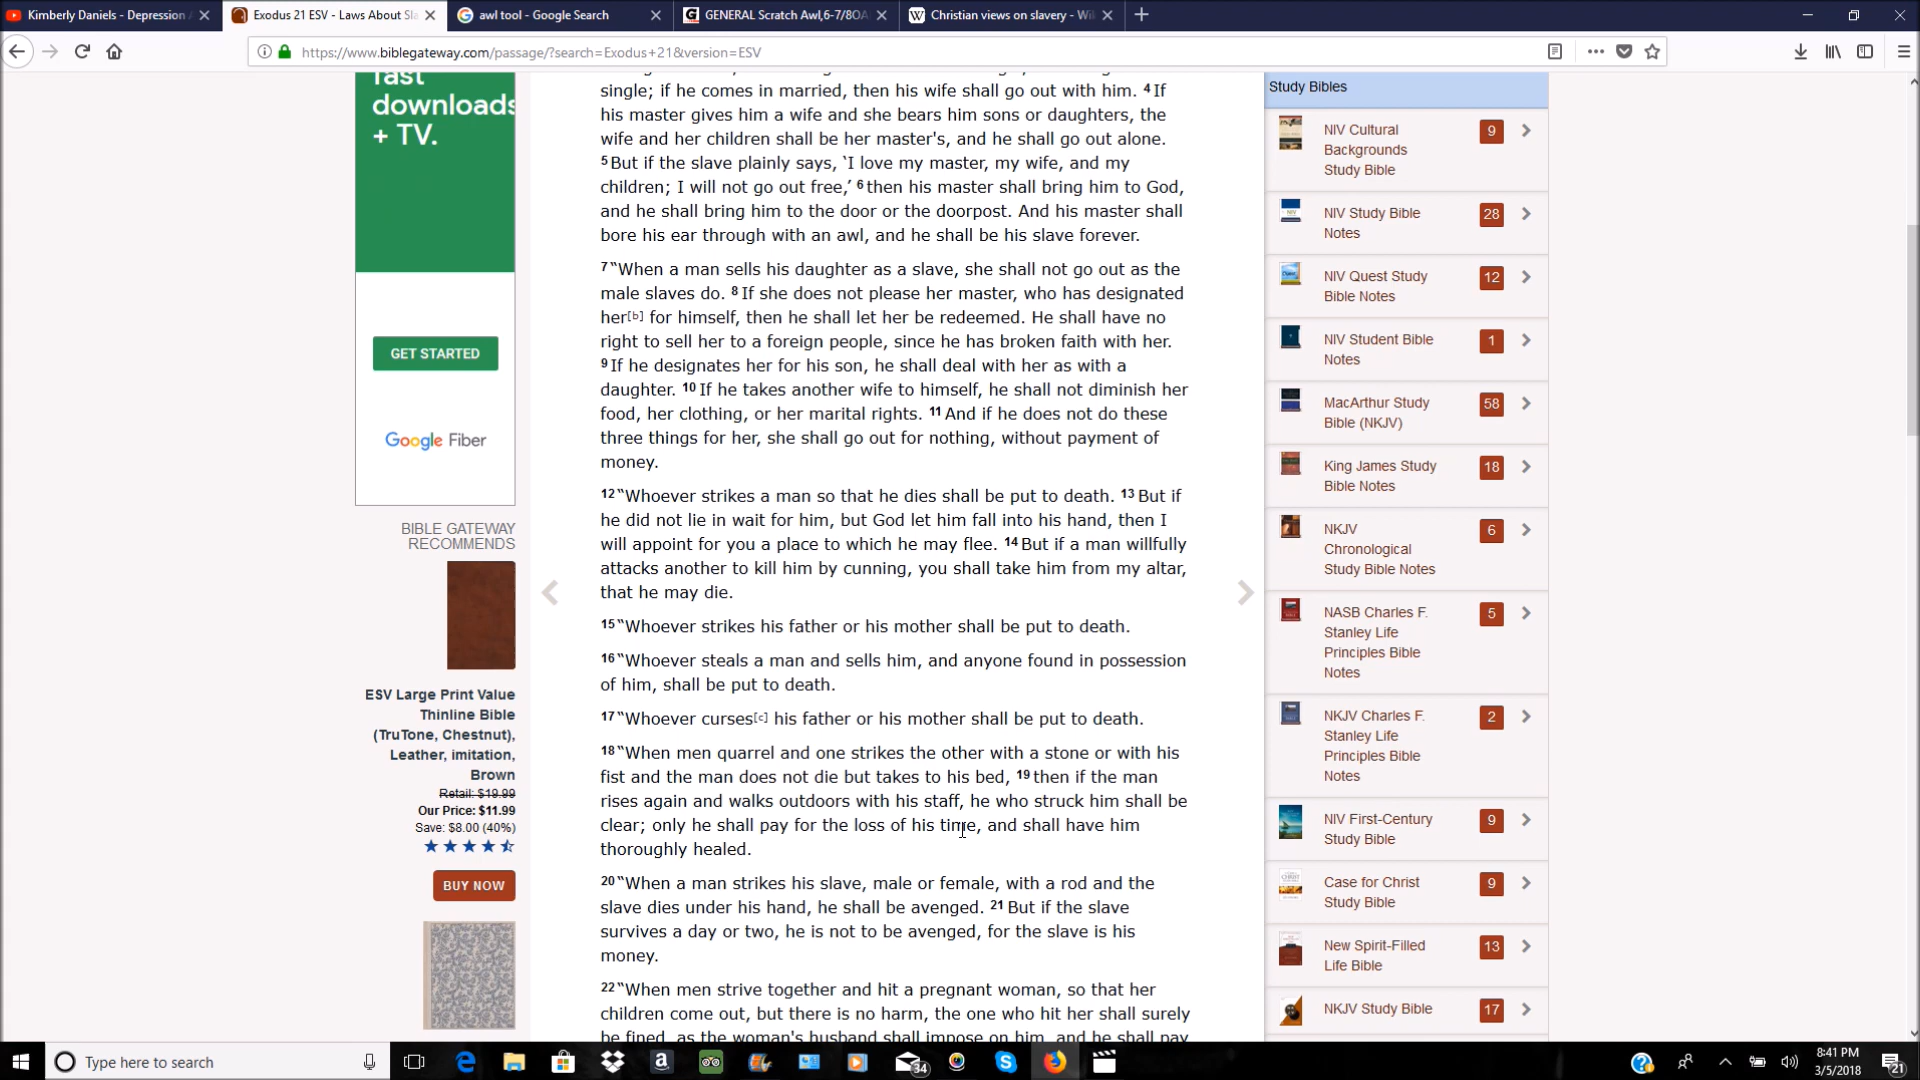 Kimberly Daniels - Depression
Exodus 21 ESV - Laws About Sla
awl tool - Google Search
GENERAL Scratch Awl,6-7/8OA
Christian views on slavery - Wi
https://www.biblegateway.com/passage/?search=Exodus+21&version=ESV
fast
downloads
+ TV.
GET STARTED
Google Fiber
BIBLE GATEWAY
RECOMMENDS
ESV Large Print Value
Thinline Bible
(TruTone, Chestnut),
Leather, imitation,
Brown
Retail: $19.99
Our Price: $11.99
Save: $8.00 (40%)
BUY NOW
single; if he comes in married, then his wife shall go out with him. 4 If
his master gives him a wife and she bears him sons or daughters, the
wife and her children shall be her master's, and he shall go out alone.
5 But if the slave plainly says, ‘I love my master, my wife, and my
children; I will not go out free,’ 6 then his master shall bring him to God,
and he shall bring him to the door or the doorpost. And his master shall
bore his ear through with an awl, and he shall be his slave forever.
7 “When a man sells his daughter as a slave, she shall not go out as the
male slaves do. 8 If she does not please her master, who has designated
her[b] for himself, then he shall let her be redeemed. He shall have no
right to sell her to a foreign people, since he has broken faith with her.
9 If he designates her for his son, he shall deal with her as with a
daughter. 10 If he takes another wife to himself, he shall not diminish her
food, her clothing, or her marital rights. 11 And if he does not do these
three things for her, she shall go out for nothing, without payment of
money.
12 “Whoever strikes a man so that he dies shall be put to death. 13 But if
he did not lie in wait for him, but God let him fall into his hand, then I
will appoint for you a place to which he may flee. 14 But if a man willfully
attacks another to kill him by cunning, you shall take him from my altar,
that he may die.
15 “Whoever strikes his father or his mother shall be put to death.
16 “Whoever steals a man and sells him, and anyone found in possession
of him, shall be put to death.
17 “Whoever curses[c] his father or his mother shall be put to death.
18 “When men quarrel and one strikes the other with a stone or with his
fist and the man does not die but takes to his bed, 19 then if the man
rises again and walks outdoors with his staff, he who struck him shall be
clear; only he shall pay for the loss of his time, and shall have him
thoroughly healed.
20 “When a man strikes his slave, male or female, with a rod and the
slave dies under his hand, he shall be avenged. 21 But if the slave
survives a day or two, he is not to be avenged, for the slave is his
money.
22 “When men strive together and hit a pregnant woman, so that her
children come out, but there is no harm, the one who hit her shall surely
be fined, as the woman's husband shall impose on him, and he shall pay
Study Bibles
NIV Cultural
Backgrounds
Study Bible
9
NIV Study Bible
Notes
28
NIV Quest Study
Bible Notes
12
NIV Student Bible
Notes
1
MacArthur Study
Bible (NKJV)
58
King James Study
Bible Notes
18
NKJV
Chronological
Study Bible Notes
6
NASB Charles F.
Stanley Life
Principles Bible
Notes
5
NKJV Charles F.
Stanley Life
Principles Bible
Notes
2
NIV First-Century
Study Bible
9
Case for Christ
Study Bible
9
New Spirit-Filled
Life Bible
13
NKJV Study Bible
17
Type here to search
34
8:41 PM
3/5/2018
21